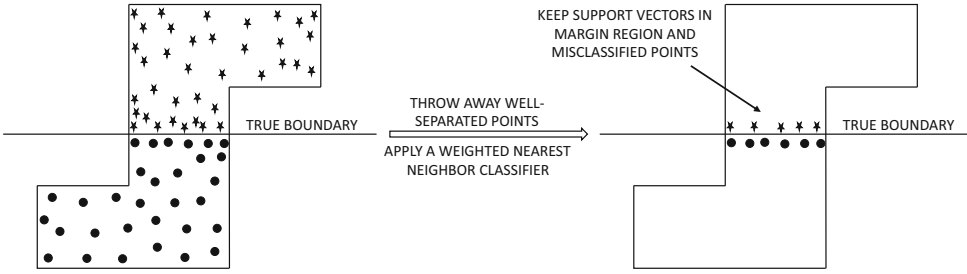 TRUE BOUNDARY
THROW AWAY WELL-
SEPARATED POINTS
APPLY A WEIGHTED NEAREST
NEIGHBOR CLASSIFIER
KEEP SUPPORT VECTORS IN
MARGIN REGION AND
MISCLASSIFIED POINTS
TRUE BOUNDARY